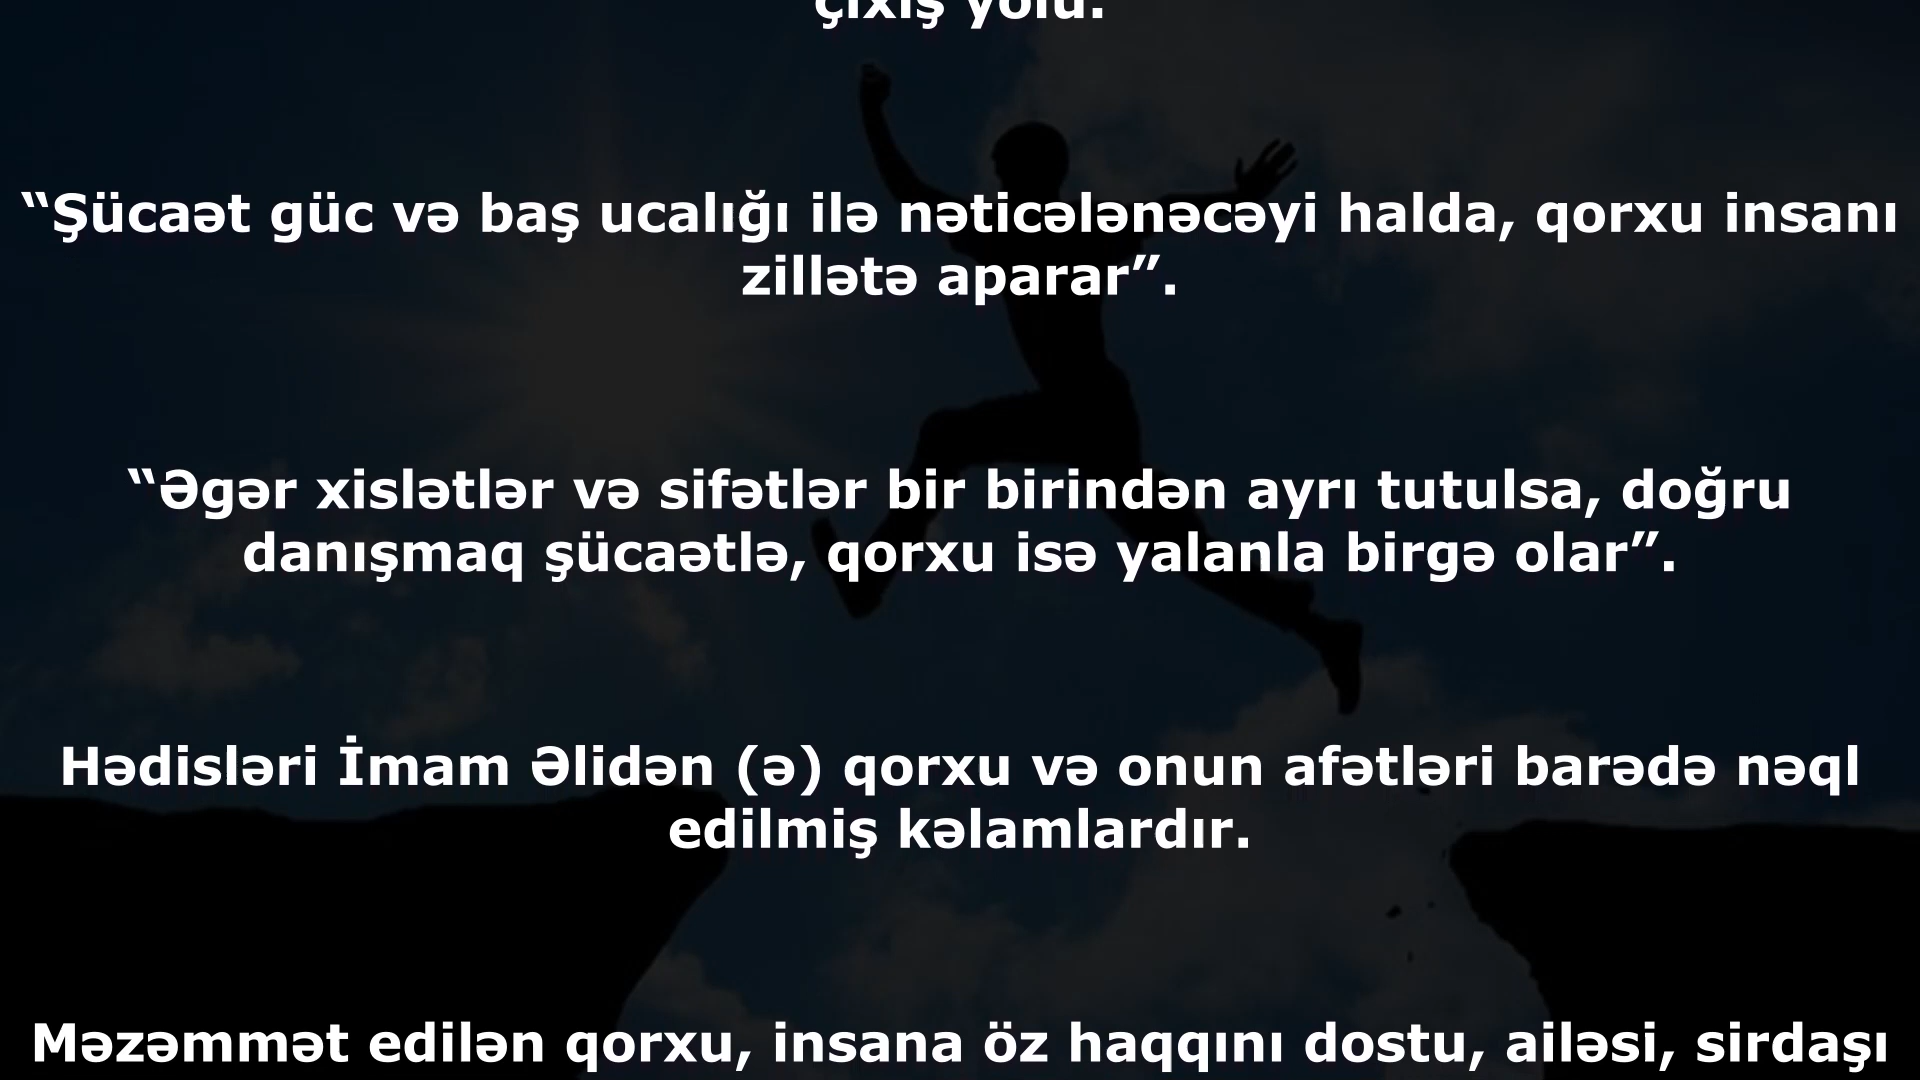 çıxış yolu.
“Şücaət güc və baş ucalığı ilə nəticələnəcəyi halda, qorxu insanı
zillətə aparar”.
“Əgər xislətlər və sifətlər bir birindən ayrı tutulsa, doğru
danışmaq şücaətlə, qorxu isə yalanla birgə olar”.
Hədisləri İmam Əlidən (ə) qorxu və onun afətləri barədə nəql
edilmiş kəlamlardır.
Məzəmmət edilən qorxu, insana öz haqqını dostu, ailəsi, sirdaşı